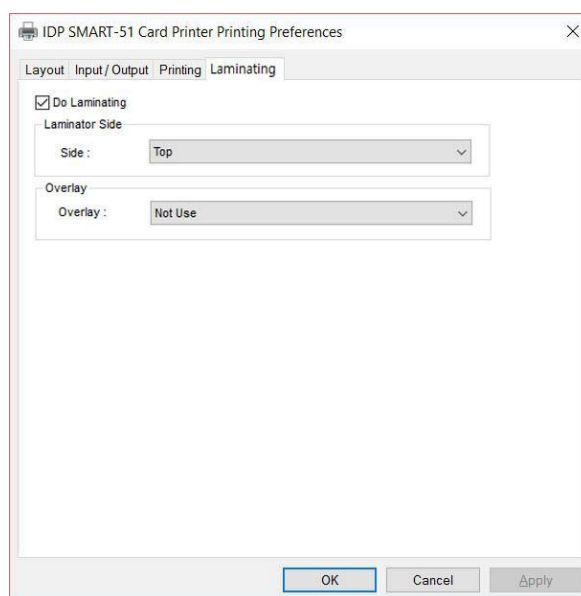 IDP SMART-51 Card Printer Printing Preferences
Layout Input / Output Printing Laminating
Do Laminating
Laminator Side
Side : Top
Overlay
Overlay : Not Use
OK Cancel Apply